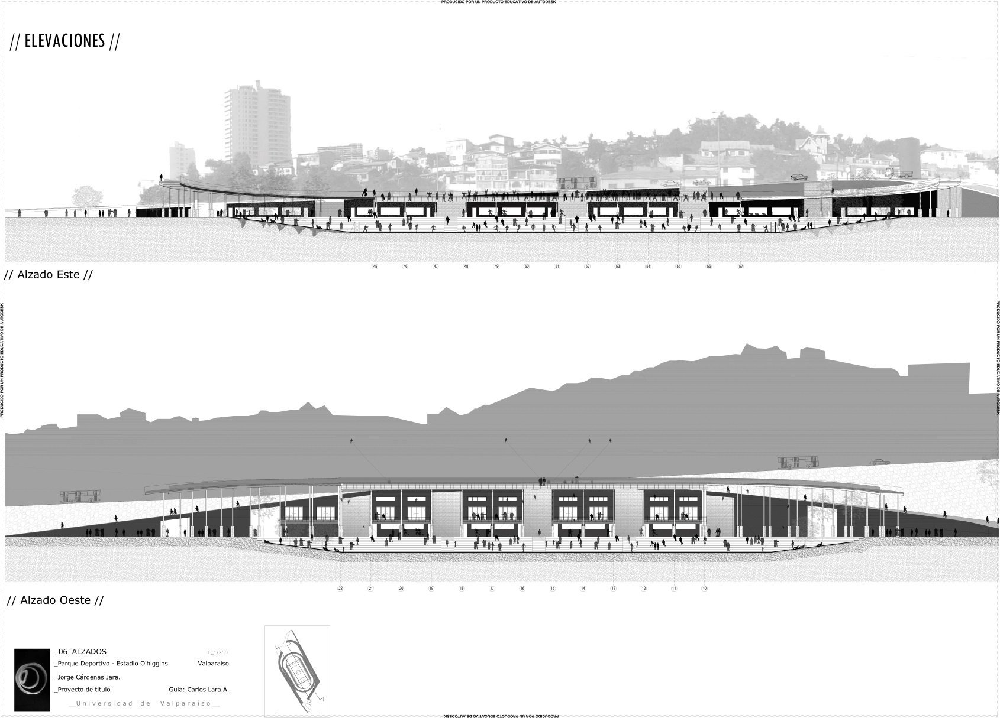 PRODUCIDO POR UN PRODUCTO EDUCATIVO DE AUTODESK
// ELEVACIONES //
45 46 47 48 49 50 51 52 53 54 55 56 57
// Alzado Este //
PRODUCIDO POR UN PRODUCTO EDUCATIVO DE AUTODESK
PRODUCIDO POR UN PRODUCTO EDUCATIVO DE AUTODESK
22 21 20 19 18 17 16 15 14 13 12 11 10
// Alzado Oeste //
_06_ALZADOS E_1/250
_Parque Deportivo - Estadio O'higgins Valparaiso
_Jorge Cárdenas Jara.
_Proyecto de titulo Guia: Carlos Lara A.
__Universidad de Valparaíso__
PRODUCIDO POR UN PRODUCTO EDUCATIVO DE AUTODESK